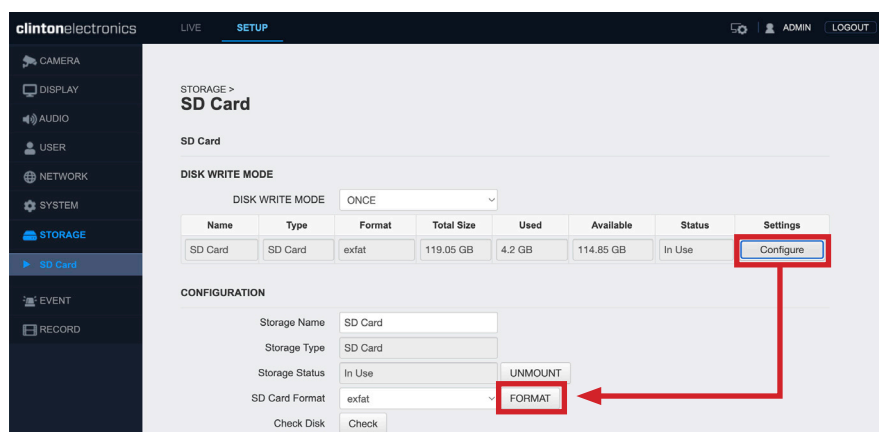 clintonelectronics LIVE SETUP ADMIN LOGOUT
CAMERA
DISPLAY
AUDIO
USER
NETWORK
SYSTEM
STORAGE
SD Card
EVENT
RECORD
STORAGE >
SD Card
SD Card
DISK WRITE MODE
DISK WRITE MODE ONCE
Name Type Format Total Size Used Available Status Settings
SD Card SD Card exfat 119.05 GB 4.2 GB 114.85 GB In Use Configure
CONFIGURATION
Storage Name SD Card
Storage Type SD Card
Storage Status In Use UNMOUNT
SD Card Format exfat FORMAT
Check Disk Check